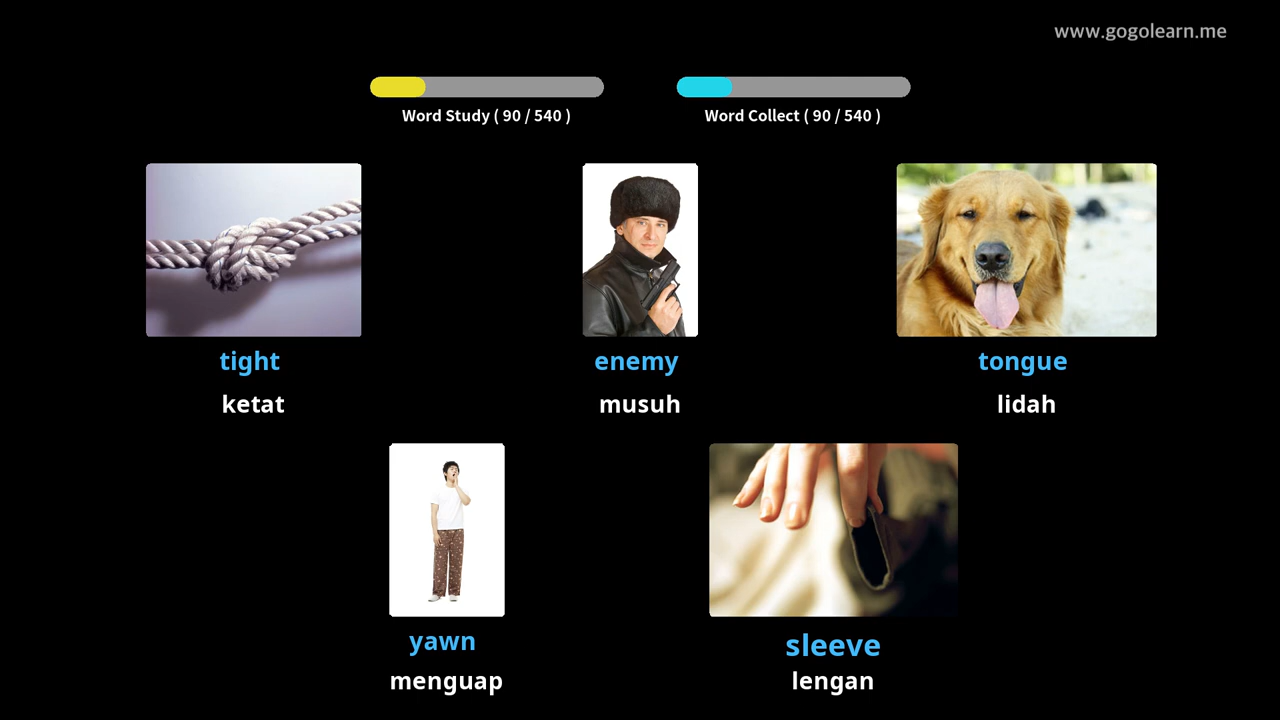 www.gogolearn.me
Word Study ( 90 / 540 )
Word Collect ( 90 / 540 )
tight
enemy
tongue
ketat
musuh
lidah
yawn
sleeve
menguap
lengan